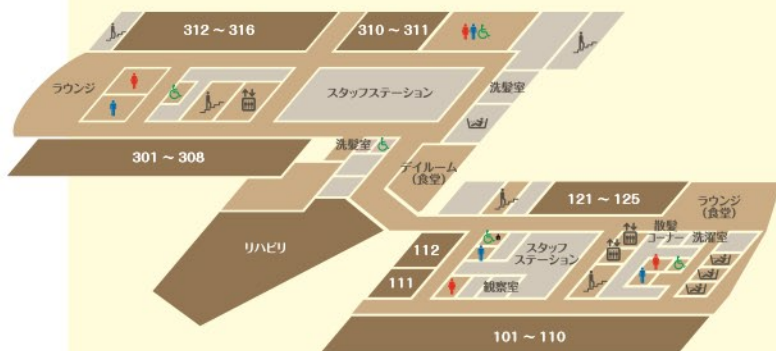 312 ～ 316
310 ～ 311
ラウンジ
スタッフステーション
洗髪室
301 ～ 308
洗髪室
デイルーム
(食堂)
121 ～ 125
ラウンジ
(食堂)
リハビリ
112
スタッフ
ステーション
散髪
コーナー
洗濯室
111
観察室
101 ～ 110